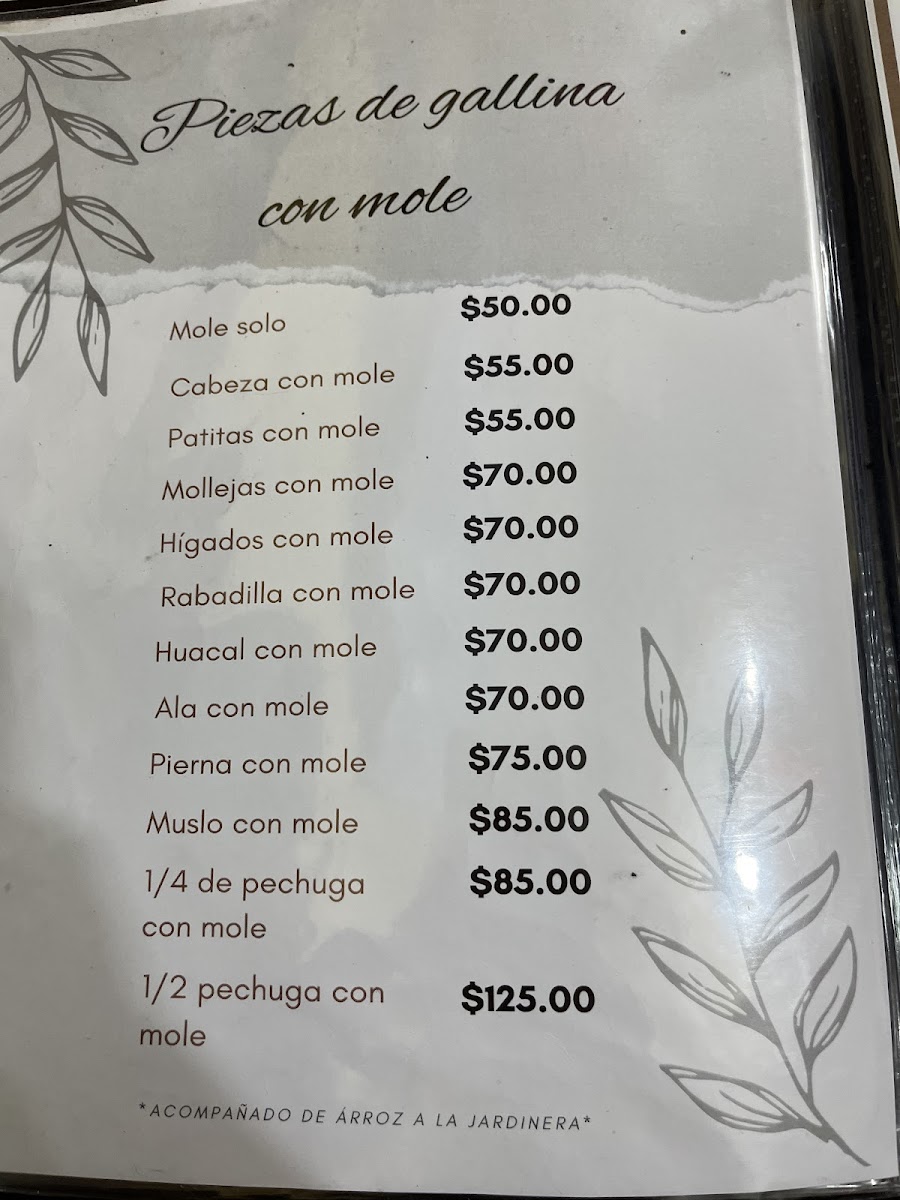 Piezas de gallina
con mole
Mole solo $50.00
Cabeza con mole $55.00
Patitas con mole $55.00
Mollejas con mole $70.00
Hígados con mole $70.00
Rabadilla con mole $70.00
Huacal con mole $70.00
Ala con mole $70.00
Pierna con mole $75.00
Muslo con mole $85.00
1/4 de pechuga $85.00
con mole
1/2 pechuga con $125.00
mole
*ACOMPAÑADO DE ÁRROZ A LA JARDINERA*